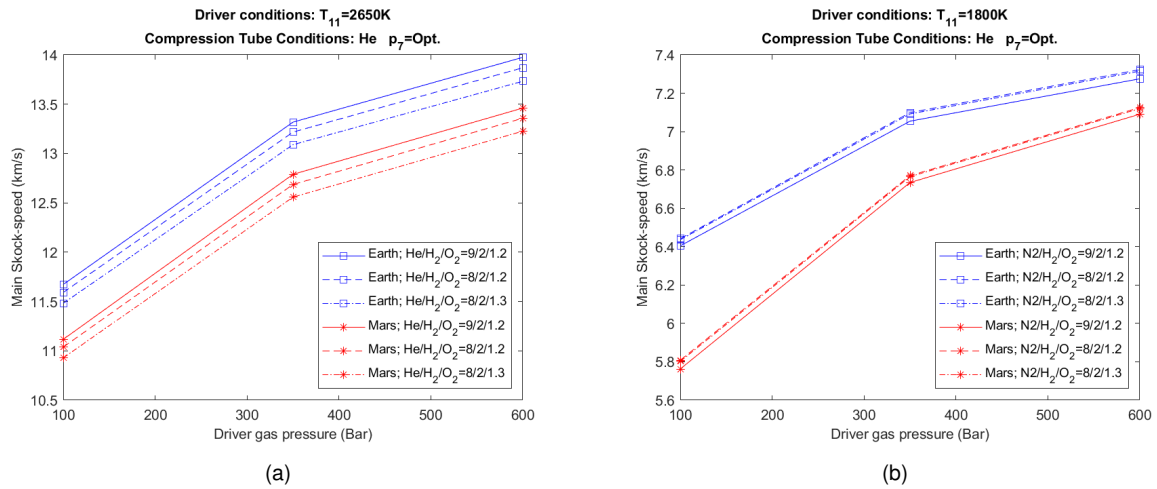 Driver conditions: T11=2650K
Compression Tube Conditions: He p7=Opt.
Main Skock-speed (km/s)
14
13.5
13
12.5
12
11.5
11
10.5
100
200
300
400
500
600
Driver gas pressure (Bar)
Earth; He/H2/O2=9/2/1.2
Earth; He/H2/O2=8/2/1.2
Earth; He/H2/O2=8/2/1.3
Mars; He/H2/O2=9/2/1.2
Mars; He/H2/O2=8/2/1.2
Mars; He/H2/O2=8/2/1.3
(a)
Driver conditions: T11=1800K
Compression Tube Conditions: He p7=Opt.
Main Skock-speed (km/s)
7.4
7.2
7
6.8
6.6
6.4
6.2
6
5.8
5.6
100
200
300
400
500
600
Driver gas pressure (Bar)
Earth; N2/H2/O2=9/2/1.2
Earth; N2/H2/O2=8/2/1.2
Earth; N2/H2/O2=8/2/1.3
Mars; N2/H2/O2=9/2/1.2
Mars; N2/H2/O2=8/2/1.2
Mars; N2/H2/O2=8/2/1.3
(b)